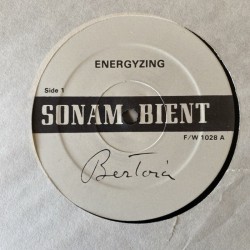 ENERGYZING
Side 1
SONAM BIENT
F/W 1028 A
Bertoia